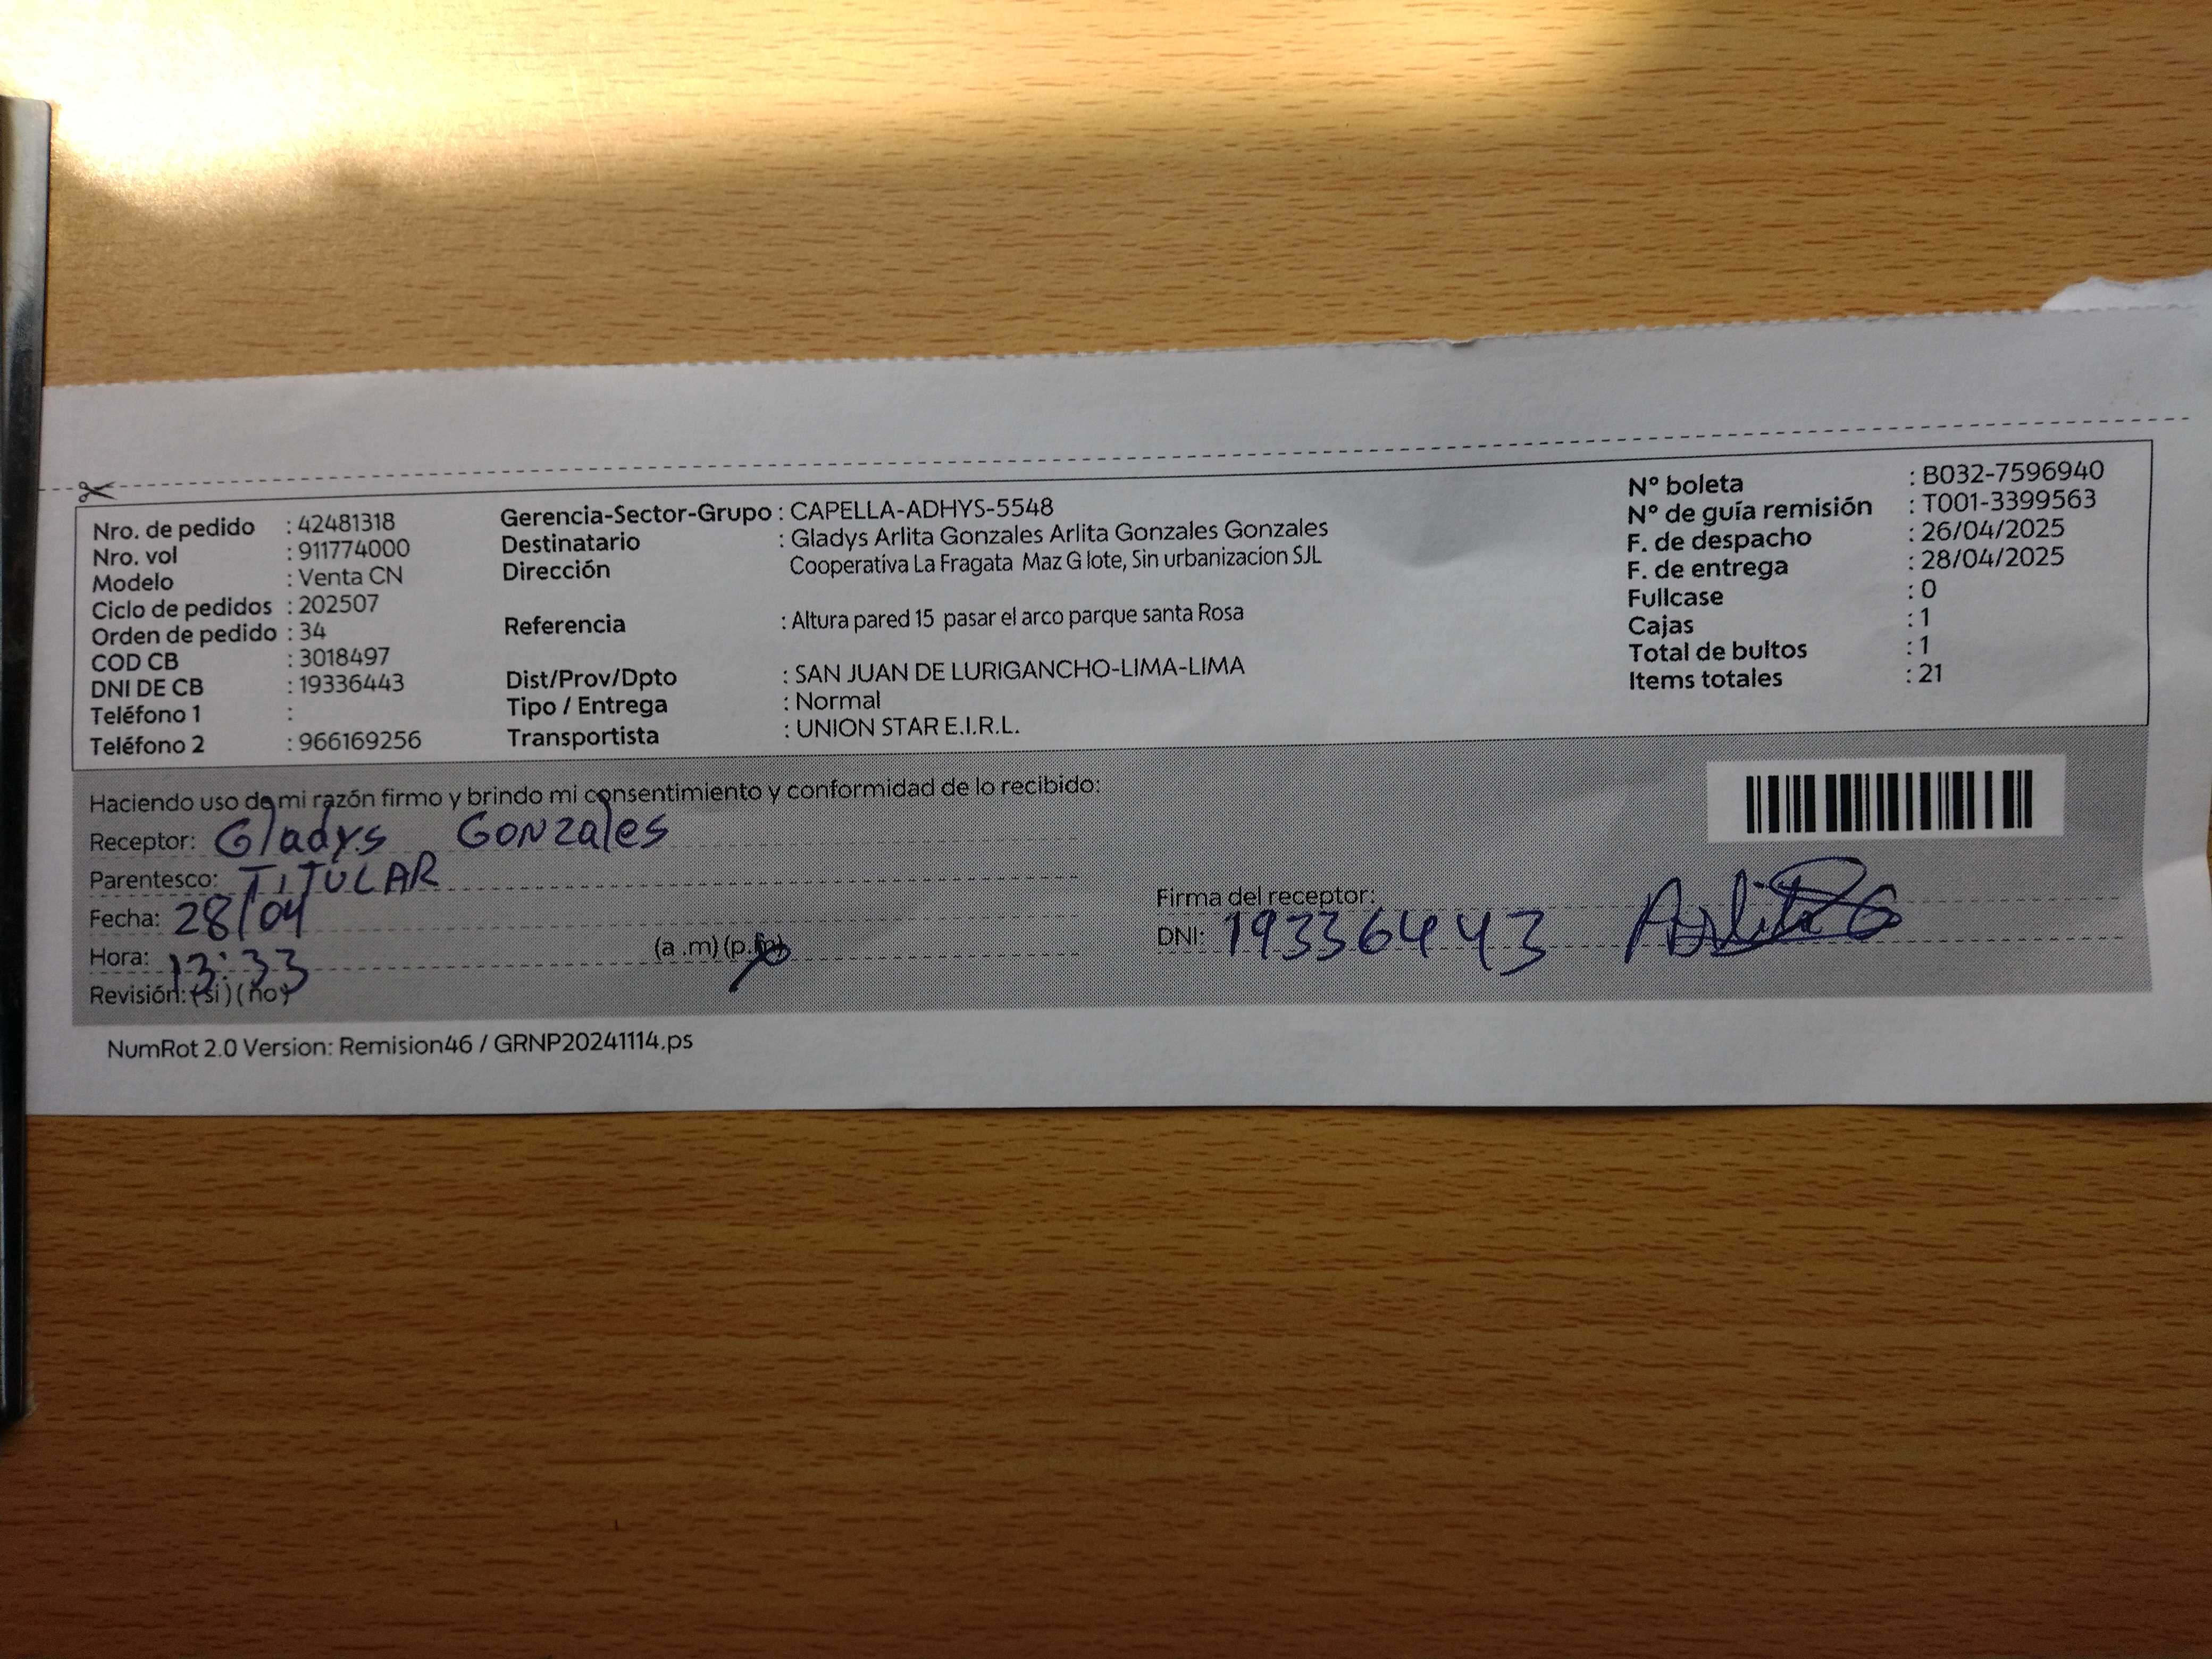 Nro. de pedido : 42481318
Nro. vol : 911774000
Modelo : Venta CN
Ciclo de pedidos : 202507
Orden de pedido : 34
COD CB : 3018497
DNI DE CB : 19336443
Teléfono 1 :
Teléfono 2 : 966169256
Gerencia-Sector-Grupo : CAPELLA-ADHYS-5548
Destinatario : Gladys Arlita Gonzales Arlita Gonzales Gonzales
Dirección Cooperativa La Fragata Maz G lote, Sin urbanizacion SJL
Referencia : Altura pared 15 pasar el arco parque santa Rosa
Dist/Prov/Dpto : SAN JUAN DE LURIGANCHO-LIMA-LIMA
Tipo / Entrega : Normal
Transportista : UNION STAR E.I.R.L.
N° boleta : B032-7596940
N° de guía remisión : T001-3399563
F. de despacho : 26/04/2025
F. de entrega : 28/04/2025
Fullcase : 0
Cajas : 1
Total de bultos : 1
Items totales : 21
Haciendo uso de mi razón firmo y brindo mi consentimiento y conformidad de lo recibido:
Receptor: Gladys Gonzales
Parentesco: TITULAR
Fecha: 28/04
Hora: 13:33 (a .m) (p.m)
Revisión: (si) (no)
Firma del receptor:
DNI: 19336443 Arlita G
NumRot 2.0 Version: Remision46 / GRNP20241114.ps